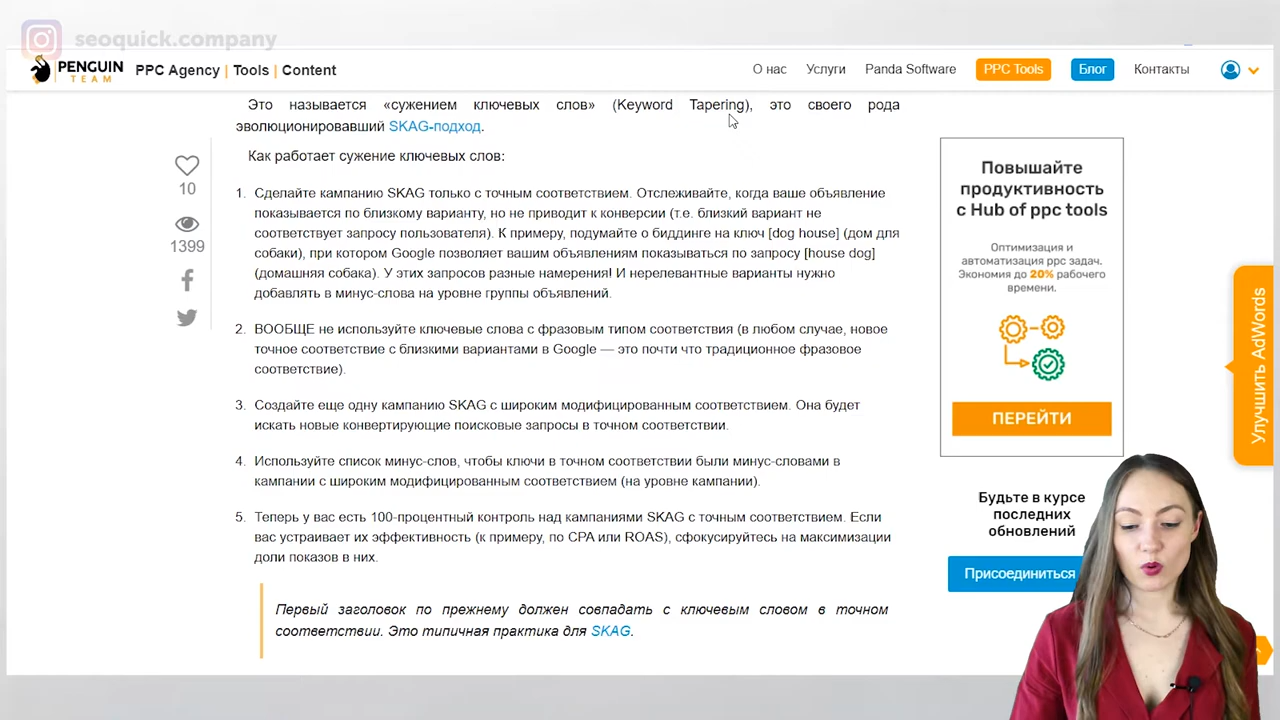 seoquick.company
PENGUIN
TEAM
PPC Agency | Tools | Content
О нас
Услуги
Panda Software
PPC Tools
Блог
Контакты
Это называется «сужением ключевых слов» (Keyword Tapering), это своего рода
эволюционировавший SKAG-подход.
Как работает сужение ключевых слов:
10
1399
1. Сделайте кампанию SKAG только с точным соответствием. Отслеживайте, когда ваше объявление
показывается по близкому варианту, но не приводит к конверсии (т.е. близкий вариант не
соответствует запросу пользователя). К примеру, подумайте о биддинге на ключ [dog house] (дом для
собаки), при котором Google позволяет вашим объявлениям показываться по запросу [house dog]
(домашняя собака). У этих запросов разные намерения! И нерелевантные варианты нужно
добавлять в минус-слова на уровне группы объявлений.
2. ВООБЩЕ не используйте ключевые слова с фразовым типом соответствия (в любом случае, новое
точное соответствие с близкими вариантами в Google — это почти что традиционное фразовое
соответствие).
3. Создайте еще одну кампанию SKAG с широким модифицированным соответствием. Она будет
искать новые конвертирующие поисковые запросы в точном соответствии.
4. Используйте список минус-слов, чтобы ключи в точном соответствии были минус-словами в
кампании с широким модифицированным соответствием (на уровне кампании).
5. Теперь у вас есть 100-процентный контроль над кампаниями SKAG с точным соответствием. Если
вас устраивает их эффективность (к примеру, по CPA или ROAS), сфокусируйтесь на максимизации
доли показов в них.
Первый заголовок по прежнему должен совпадать с ключевым словом в точном
соответствии. Это типичная практика для SKAG.
Повышайте
продуктивность
с Hub of ppc tools
Оптимизация и
автоматизация ppc задач.
Экономия до 20% рабочего
времени.
ПЕРЕЙТИ
Улучшить AdWords
Будьте в курсе
последних
обновлений
Присоединиться